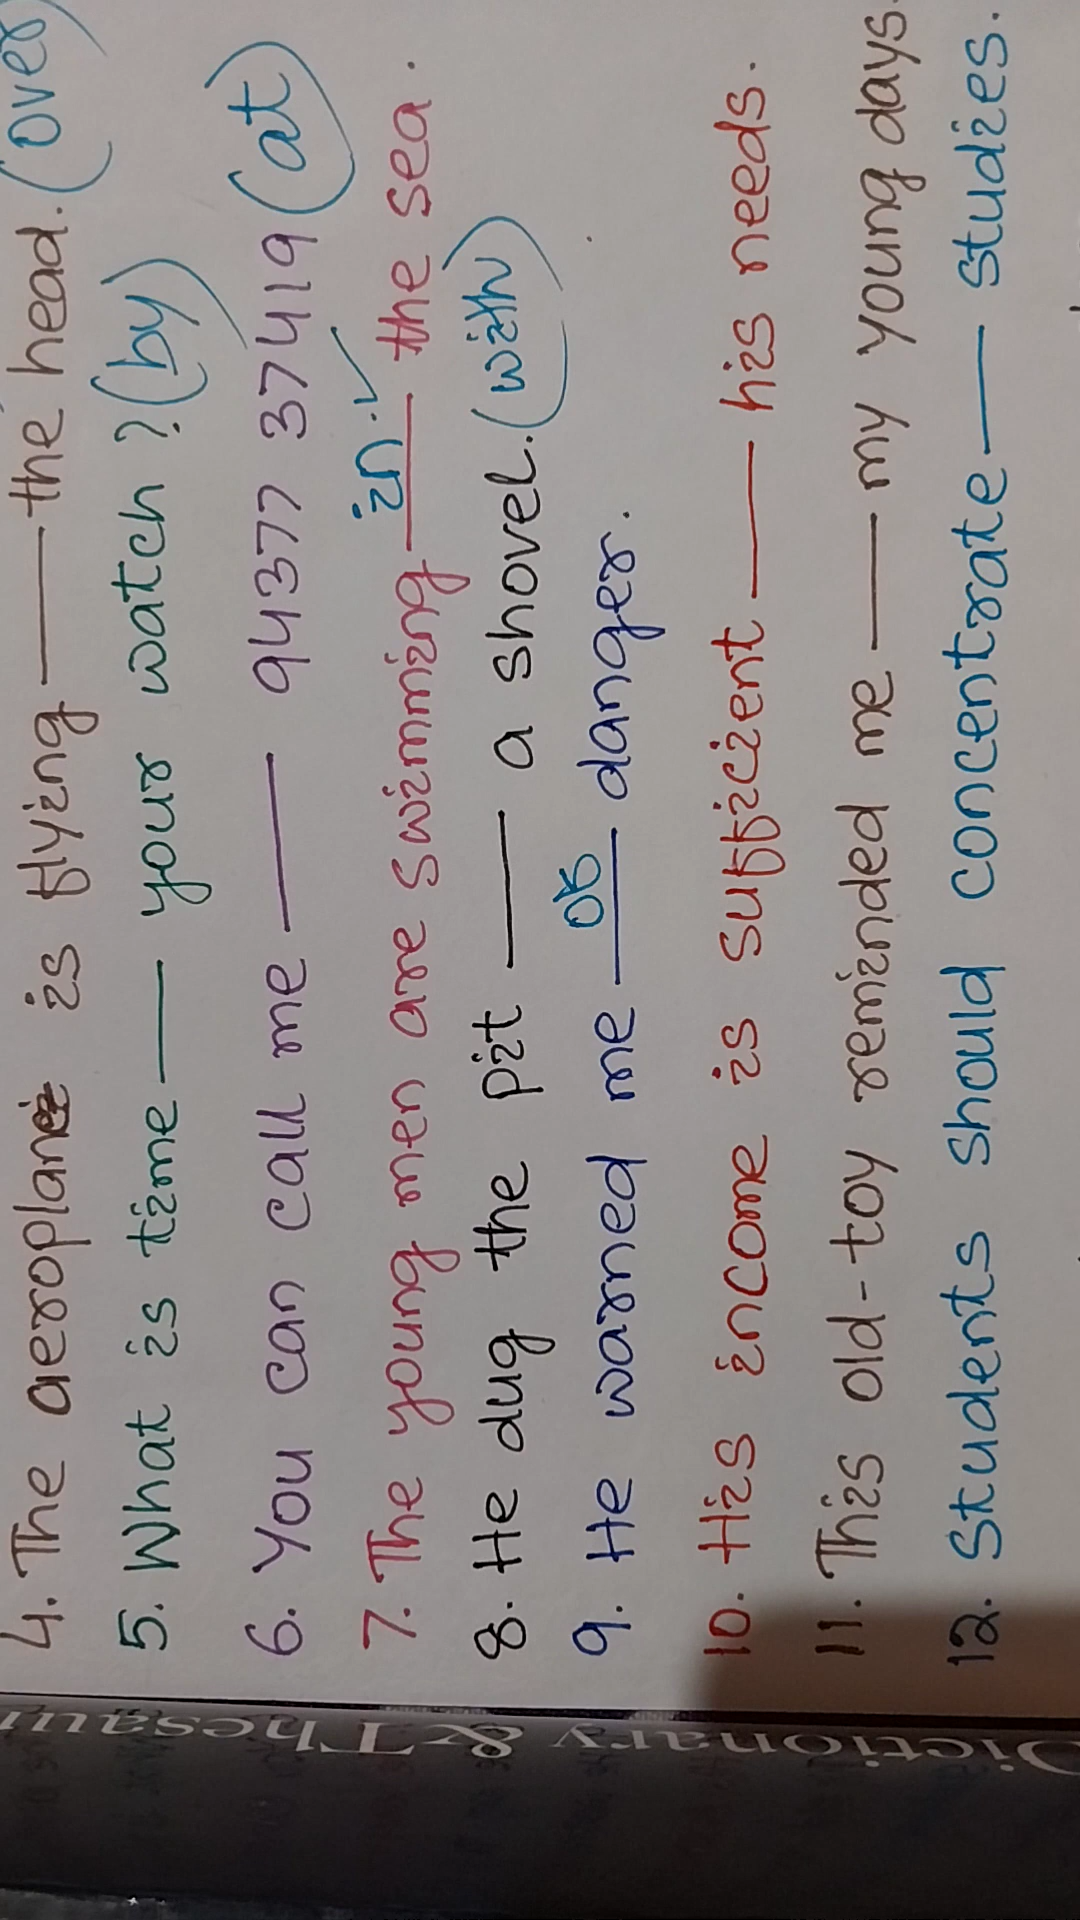 4. The aeroplane is flying — the head. (over)
5. What is time — your watch? (by)
6. You can call me — 94377 37419 (at)
in.
7. The young men are swimming — the sea.
8. He dug the pit — a shovel. (with)
of
9. He warned me — danger.
10. His income is sufficient — his needs.
11. This old-toy reminded me — my young days.
12. Students should concentrate — studies.
Dictionary & Thesaur